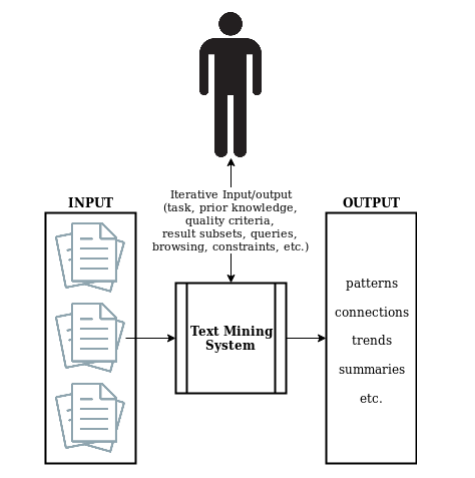 Iterative Input/output
(task, prior knowledge,
quality criteria,
result subsets, queries,
browsing, constraints, etc.)
INPUT
Text Mining
System
OUTPUT
patterns
connections
trends
summaries
etc.